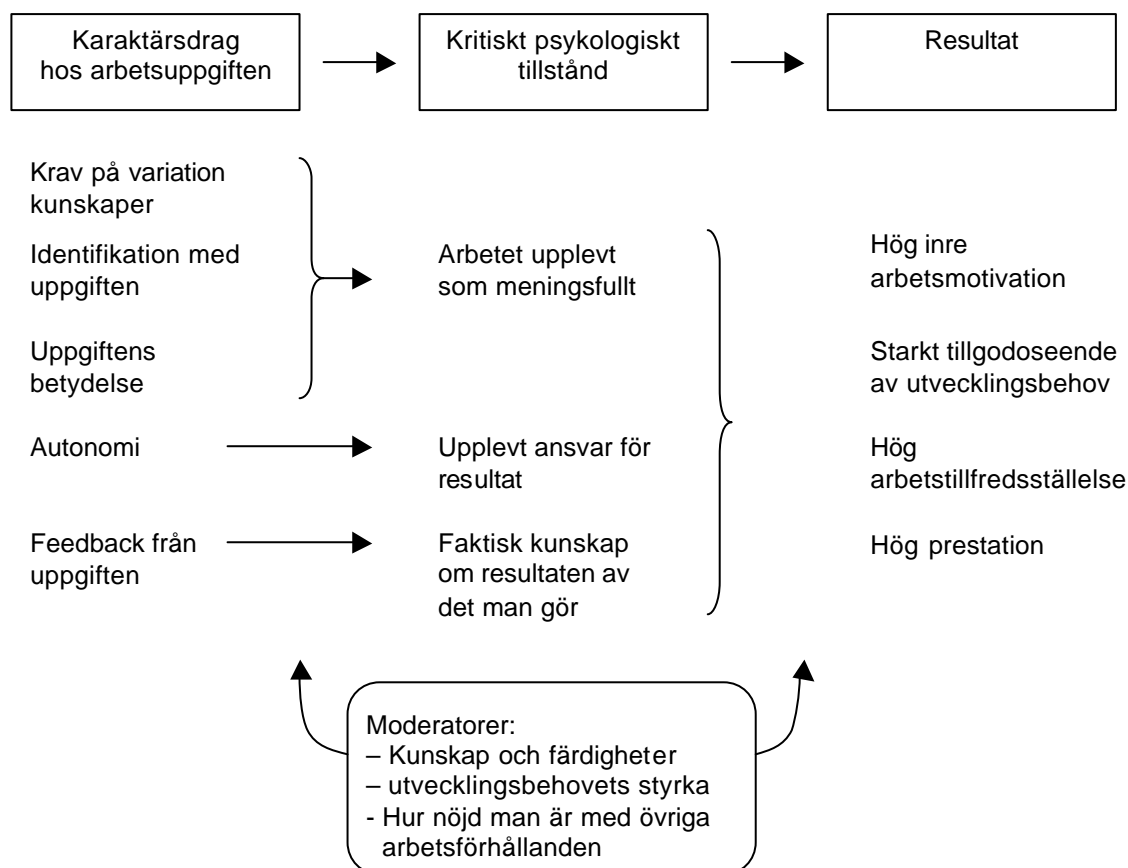 Karaktärsdrag
hos arbetsuppgiften
Kritiskt psykologiskt
tillstånd
Resultat
Krav på variation
kunskaper
Identifikation med
uppgiften
Uppgiftens
betydelse
Autonomi
Feedback från
uppgiften
Arbetet upplevt
som meningsfullt
Upplevt ansvar för
resultat
Faktisk kunskap
om resultaten av
det man gör
Hög inre
arbetsmotivation
Starkt tillgodoseende
av utvecklingsbehov
Hög
arbetstillfredsställelse
Hög prestation
Moderatorer:
– Kunskap och färdigheter
– utvecklingsbehovets styrka
- Hur nöjd man är med övriga
arbetsförhållanden